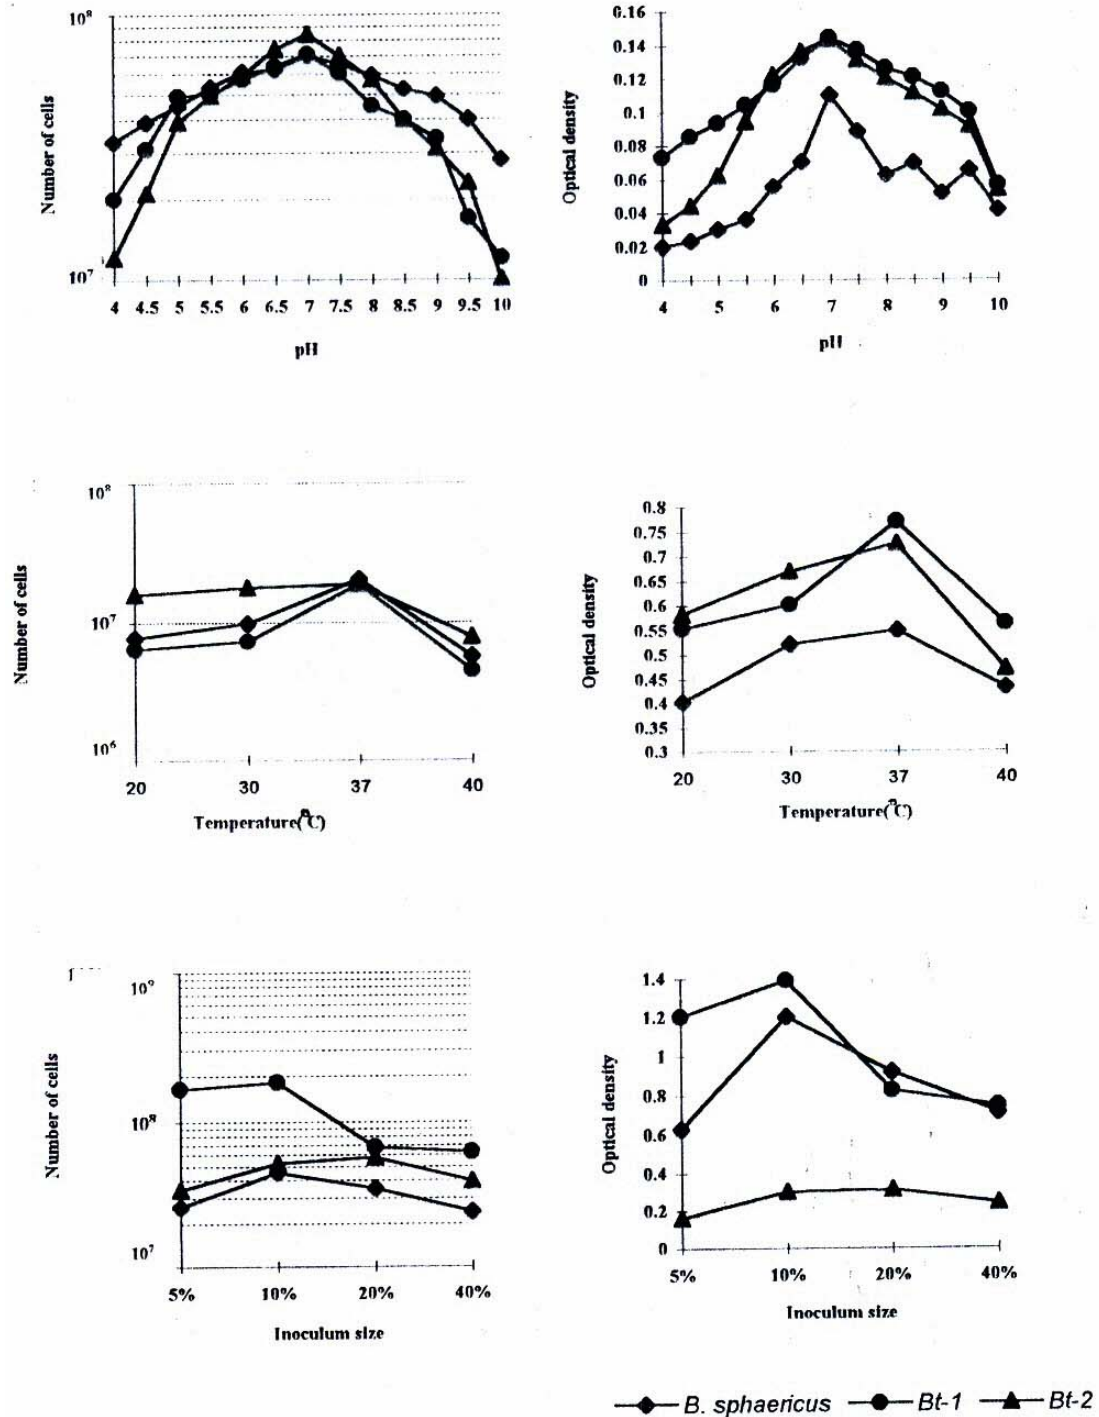 10⁸
Number of cells
10⁷
4 4.5 5 5.5 6 6.5 7 7.5 8 8.5 9 9.5 10
pH
0.16
0.14
0.12
0.1
0.08
0.06
0.04
0.02
0
Optical density
4 5 6 7 8 9 10
pH
10⁸
Number of cells
10⁷
10⁶
20 30 37 40
Temperature(°C)
0.8
0.75
0.7
0.65
0.6
0.55
0.5
0.45
0.4
0.35
0.3
Optical density
20 30 37 40
Temperature(°C)
10⁹
Number of cells
10⁸
10⁷
5% 10% 20% 40%
Inoculum size
1.4
1.2
1
0.8
0.6
0.4
0.2
0
Optical density
5% 10% 20% 40%
Inoculum size
B. sphaericus Bt-1 Bt-2